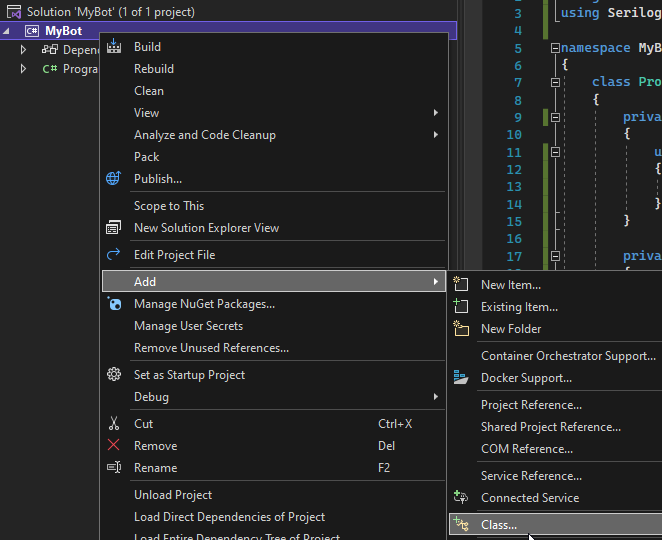 Solution 'MyBot' (1 of 1 project)
MyBot
Depen
Progra
Build
Rebuild
Clean
View
Analyze and Code Cleanup
Pack
Publish...
Scope to This
New Solution Explorer View
Edit Project File
Add
Manage NuGet Packages...
Manage User Secrets
Remove Unused References...
Set as Startup Project
Debug
Cut Ctrl+X
Remove Del
Rename F2
Unload Project
Load Direct Dependencies of Project
Load Entire Dependency Tree of Project
New Item...
Existing Item...
New Folder
Container Orchestrator Support...
Docker Support...
Project Reference...
Shared Project Reference...
COM Reference...
Service Reference...
Connected Service
Class...
3 using Serilog
4
5 namespace MyB
6 {
7 class Pro
8 {
9 priva
10 {
11 u
12 {
13
14 }
15 }
16
17 priva